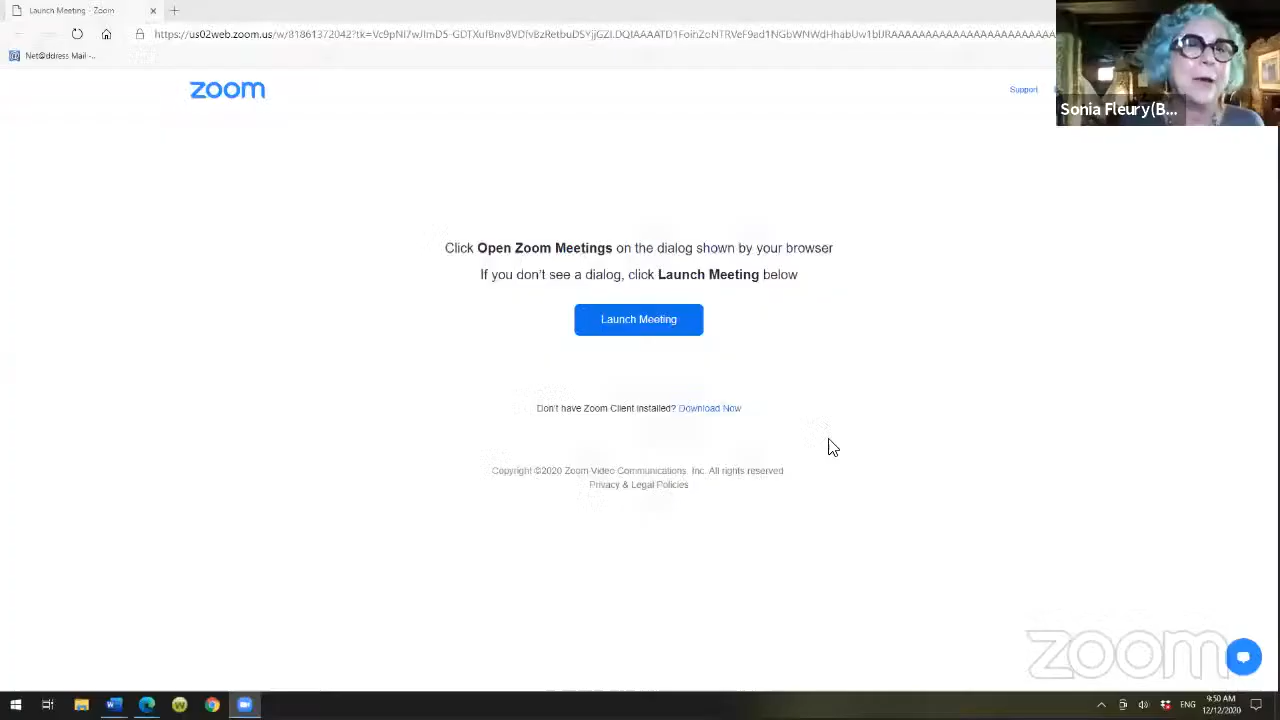 Launch Meeting - Zoom
Net@ddress Mail -...
zoom
Support
Sonia Fleury(B...
Click Open Zoom Meetings on the dialog shown by your browser
If you don't see a dialog, click Launch Meeting below
Launch Meeting
Don't have Zoom Client installed? Download Now
Copyright ©2020 Zoom Video Communications, Inc. All rights reserved
Privacy & Legal Policies
zoom
ENG
9:50 AM
12/12/2020